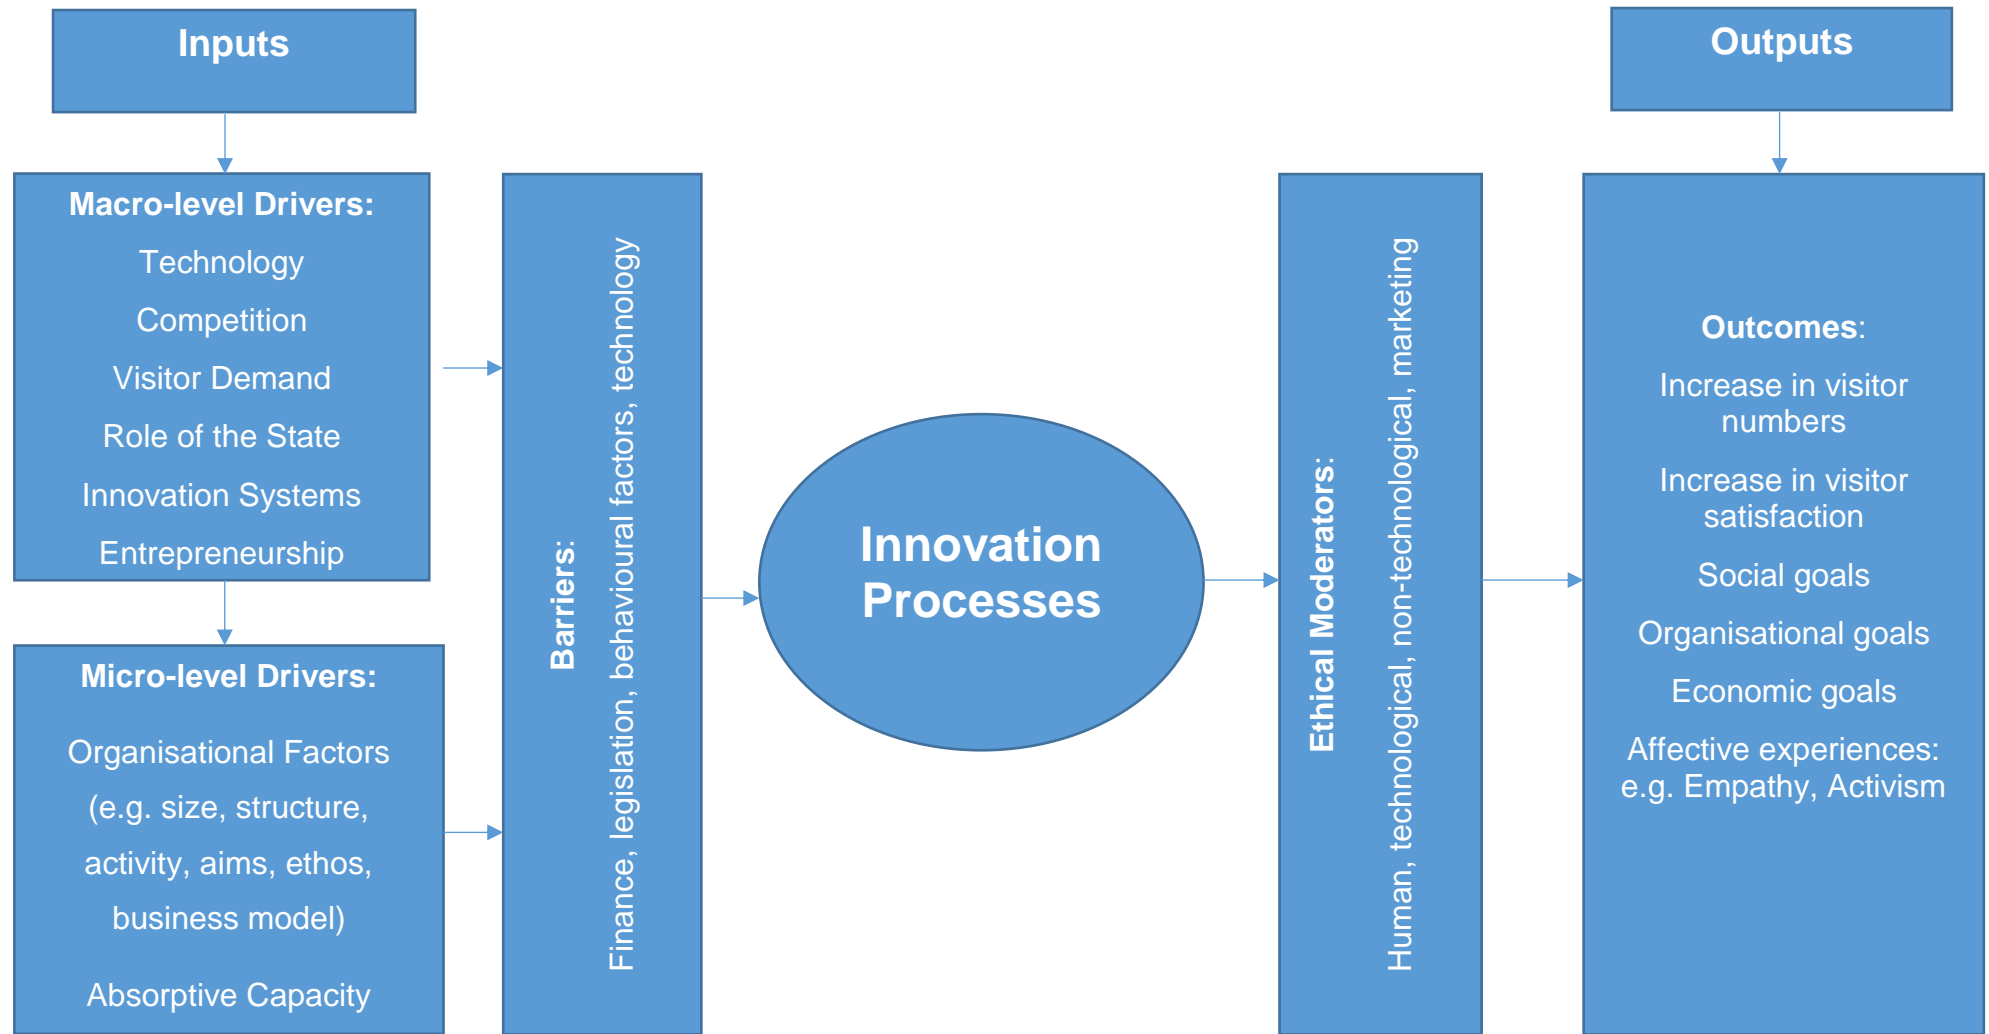 Inputs
Macro-level Drivers:
Technology
Competition
Visitor Demand
Role of the State
Innovation Systems
Entrepreneurship
Micro-level Drivers:
Organisational Factors
(e.g. size, structure,
activity, aims, ethos,
business model)
Absorptive Capacity
Barriers:
Finance, legislation, behavioural factors, technology
Innovation
Processes
Ethical Moderators:
Human, technological, non-technological, marketing
Outputs
Outcomes:
Increase in visitor
numbers
Increase in visitor
satisfaction
Social goals
Organisational goals
Economic goals
Affective experiences:
e.g. Empathy, Activism